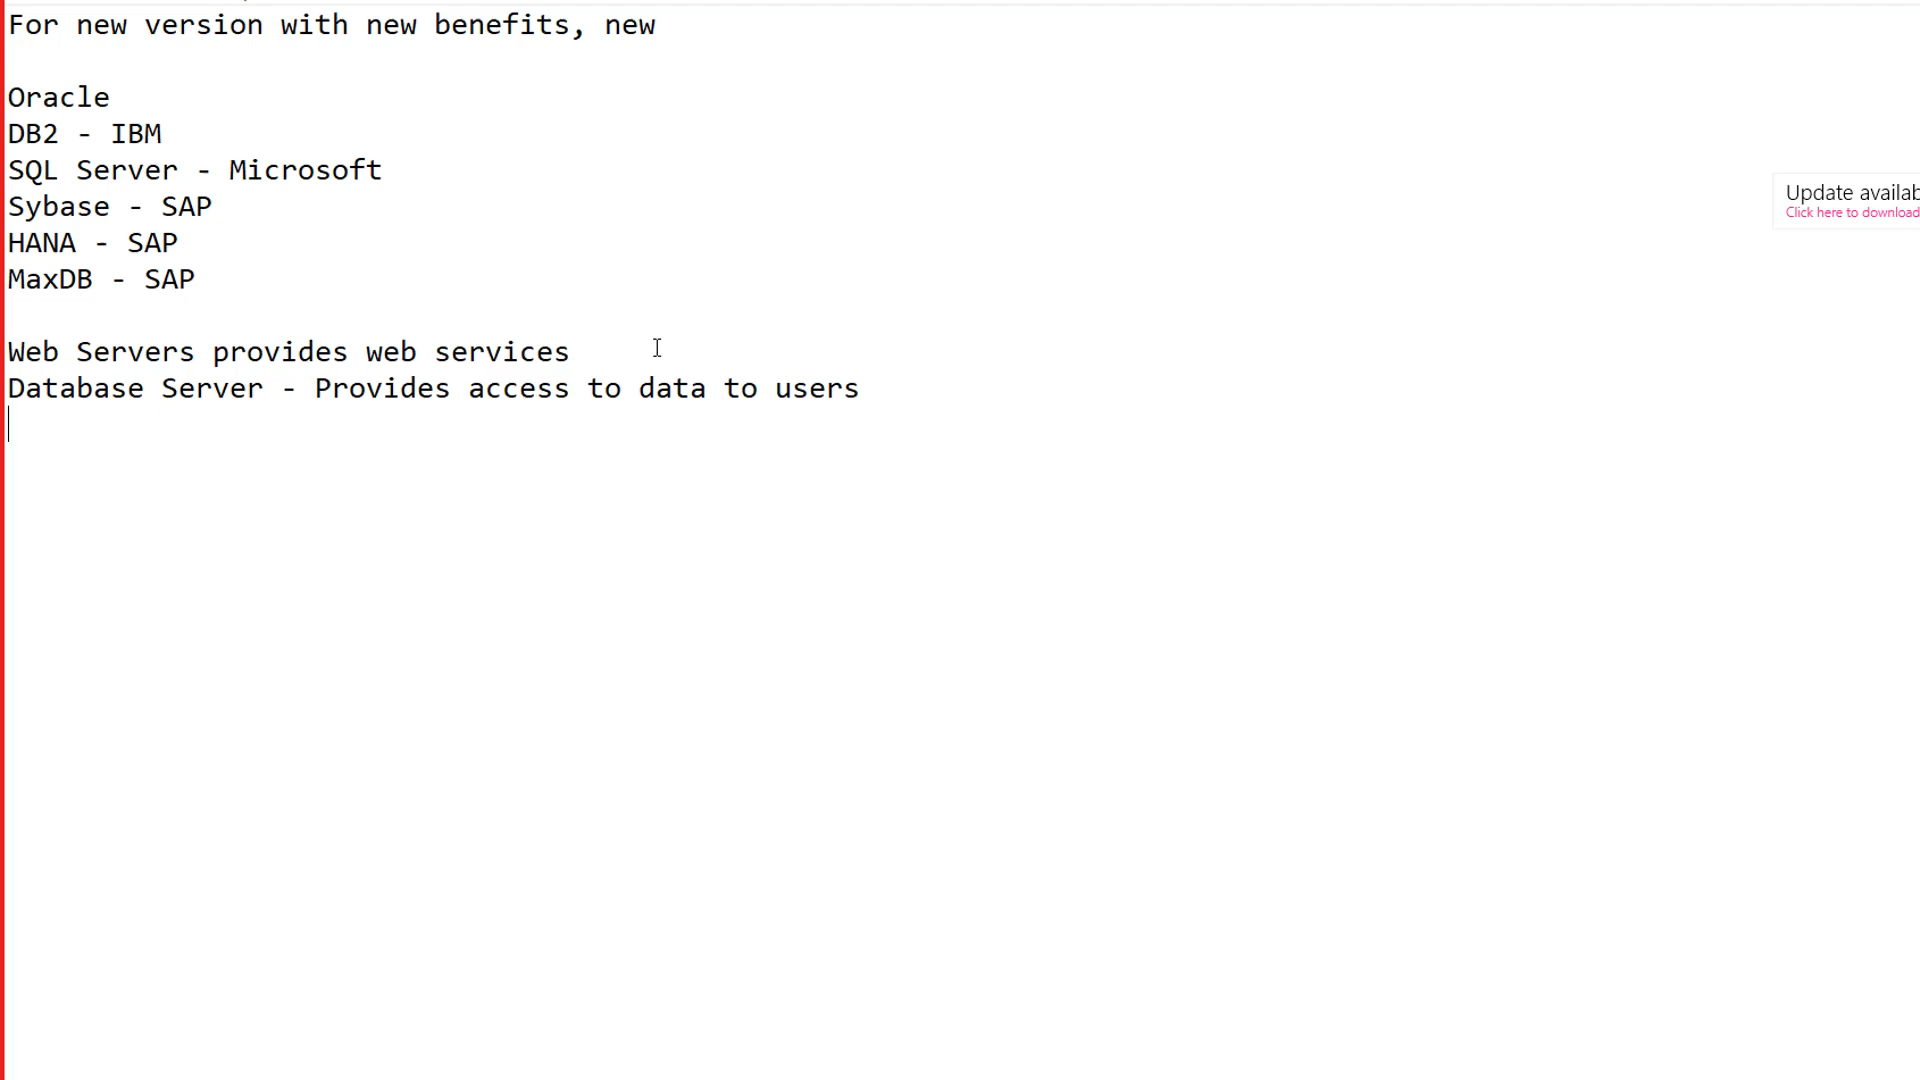 For new version with new benefits, new
Oracle
DB2 - IBM
SQL Server - Microsoft
Sybase - SAP
HANA - SAP
MaxDB - SAP
Web Servers provides web services
Database Server - Provides access to data to users
Update availab
Click here to download